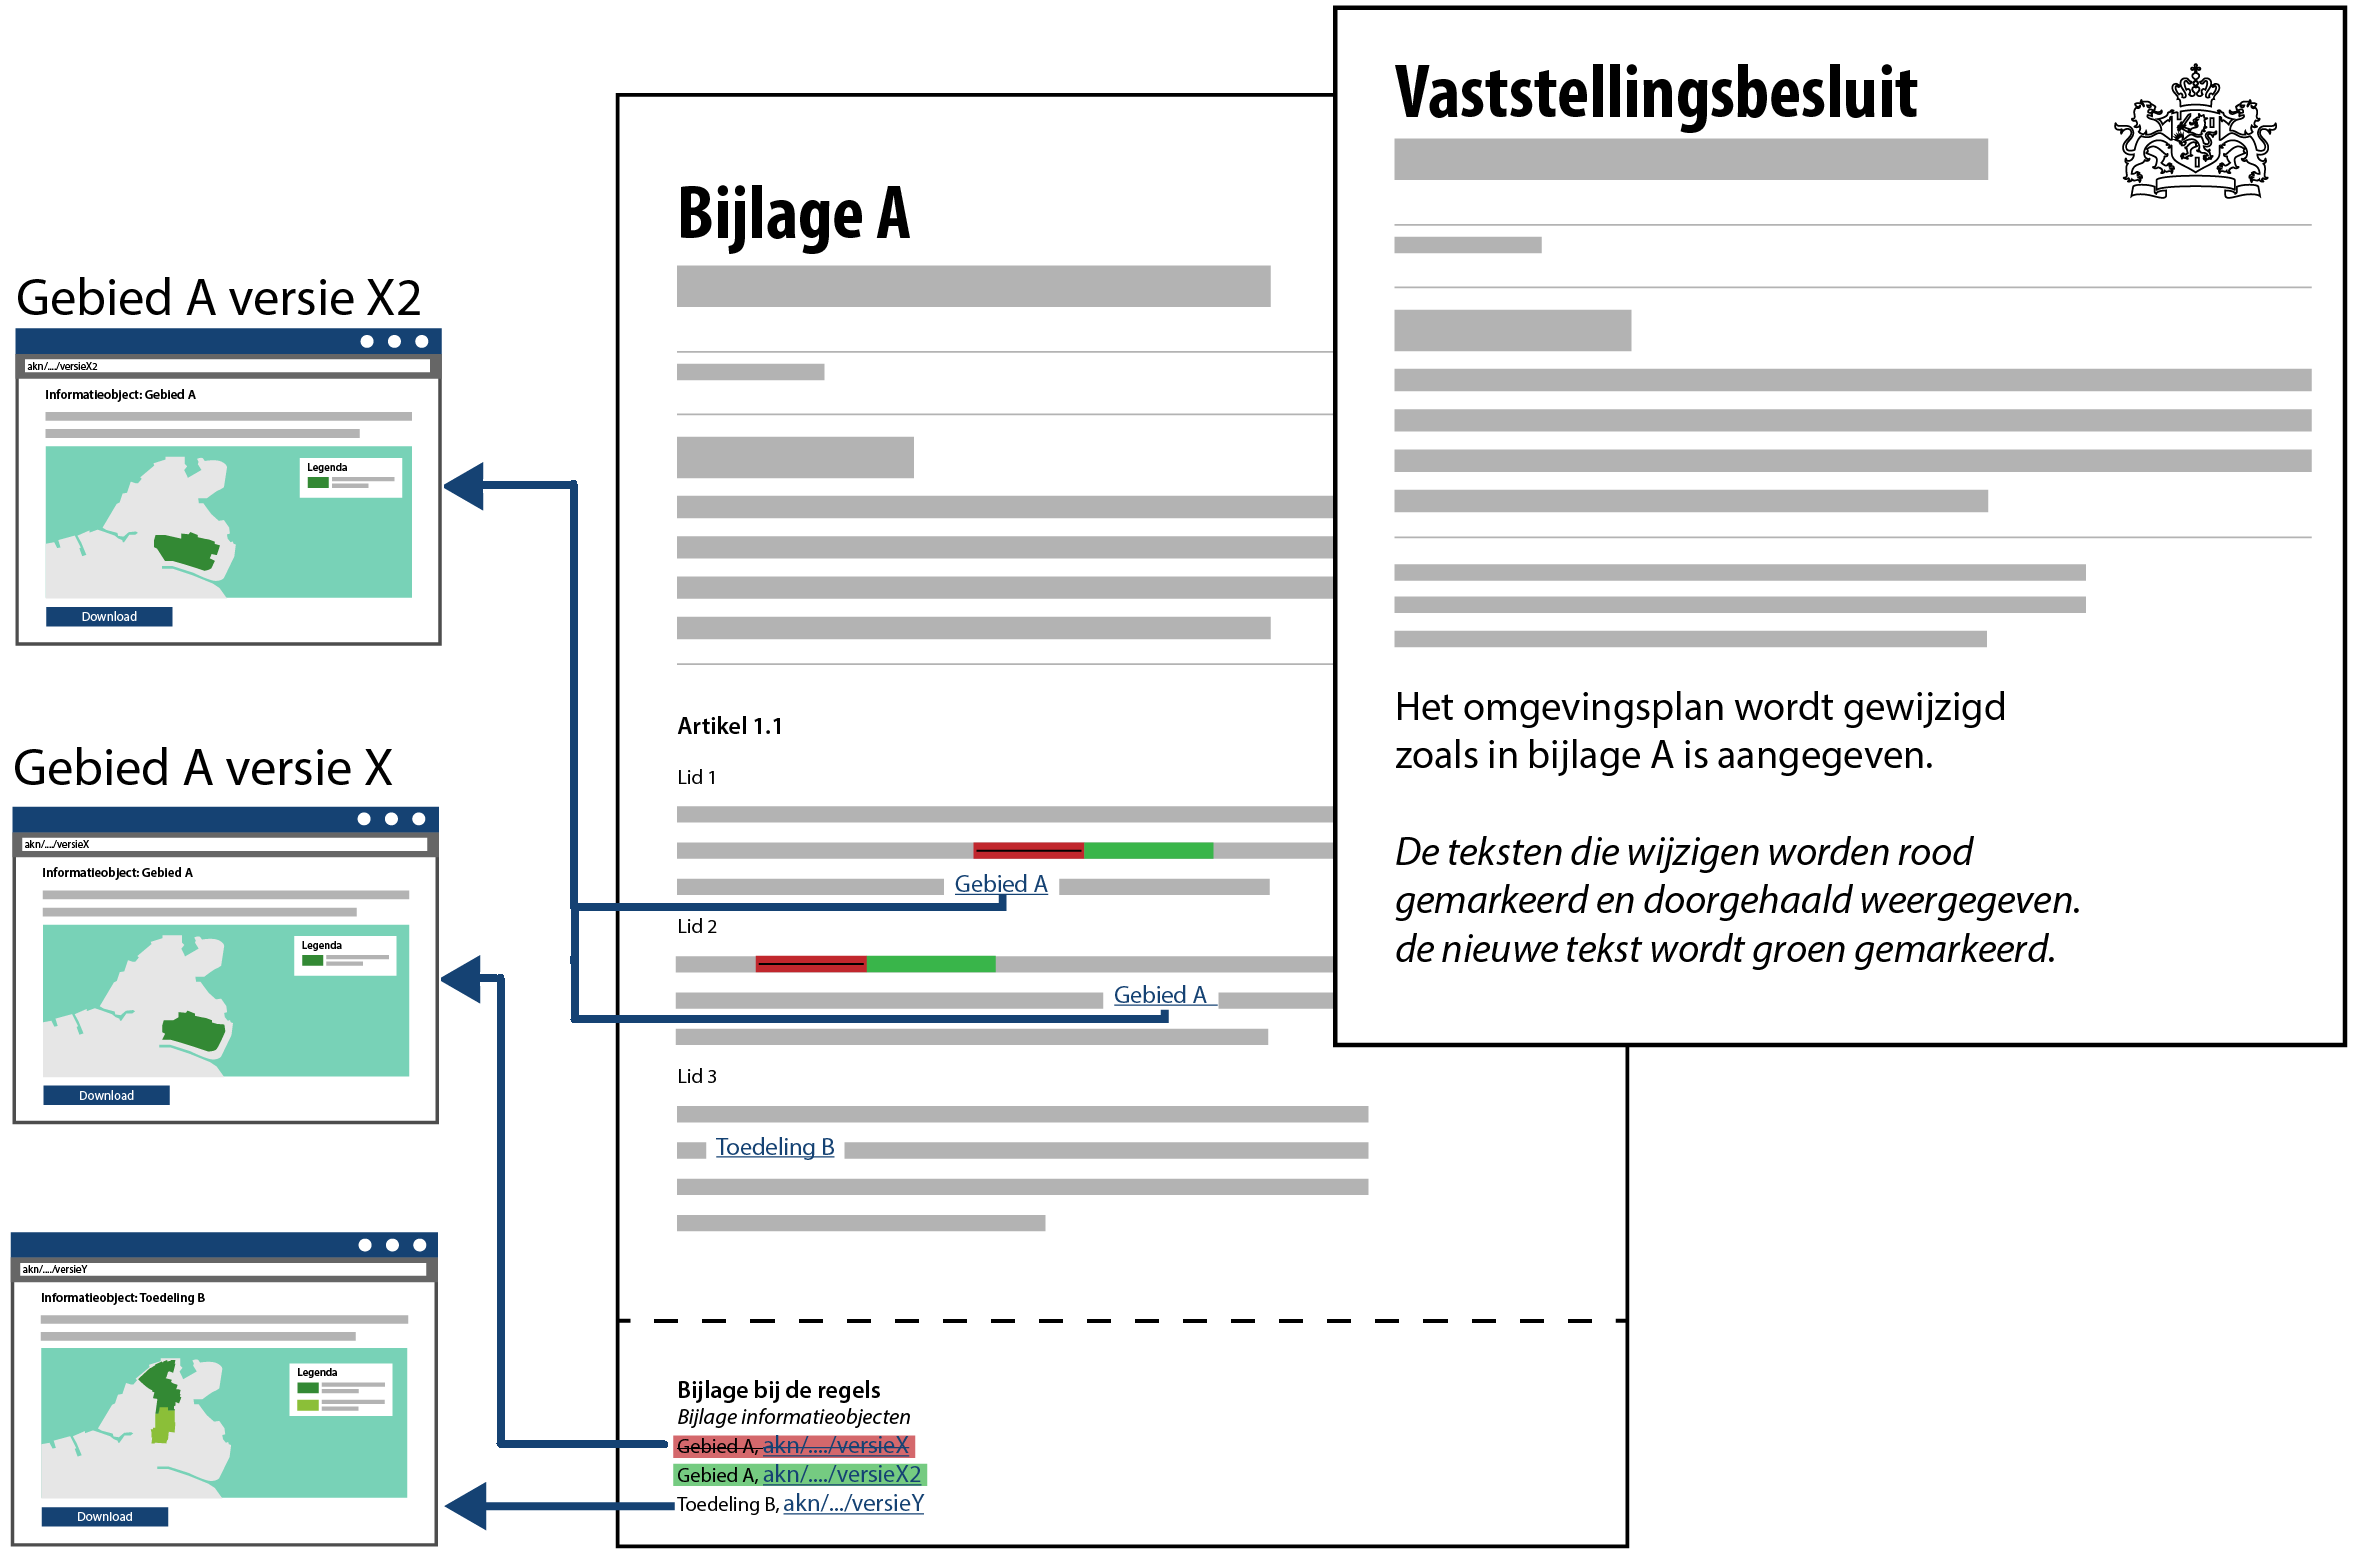 Vaststellingsbesluit
Het omgevingsplan wordt gewijzigd
zoals in bijlage A is aangegeven.
De teksten die wijzigen worden rood
gemarkeerd en doorgehaald weergegeven.
de nieuwe tekst wordt groen gemarkeerd.
Bijlage A
Artikel 1.1
Lid 1
Gebied A
Lid 2
Gebied A
Lid 3
Toedeling B
Bijlage bij de regels
Bijlage informatieobjecten
Gebied A, akn/..../versieX
Gebied A, akn/..../versieX2
Toedeling B, akn/.../versieY
Gebied A versie X2
akn/..../versieX2
Informatieobject: Gebied A
Legenda
Download
Gebied A versie X
akn/..../versieX
Informatieobject: Gebied A
Legenda
Download
akn/..../versieY
Informatieobject: Toedeling B
Legenda
Download